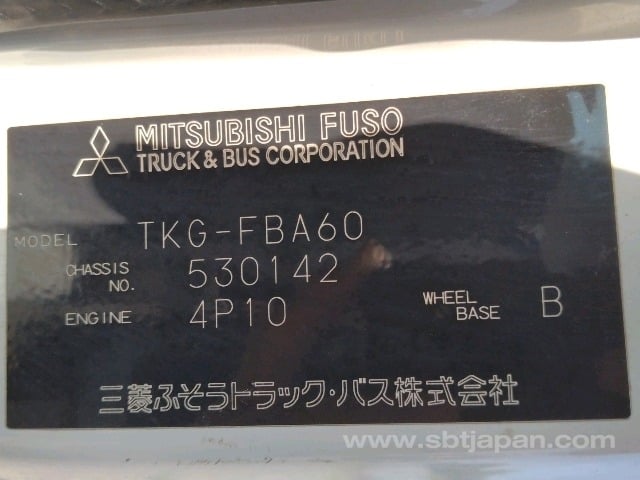 MITSUBISHI FUSO
TRUCK & BUS CORPORATION
MODEL TKG-FBA60
CHASSIS NO. 530142
ENGINE 4P10 WHEEL BASE B
三菱ふそうトラック・バス株式会社
www.sbtjapan.com